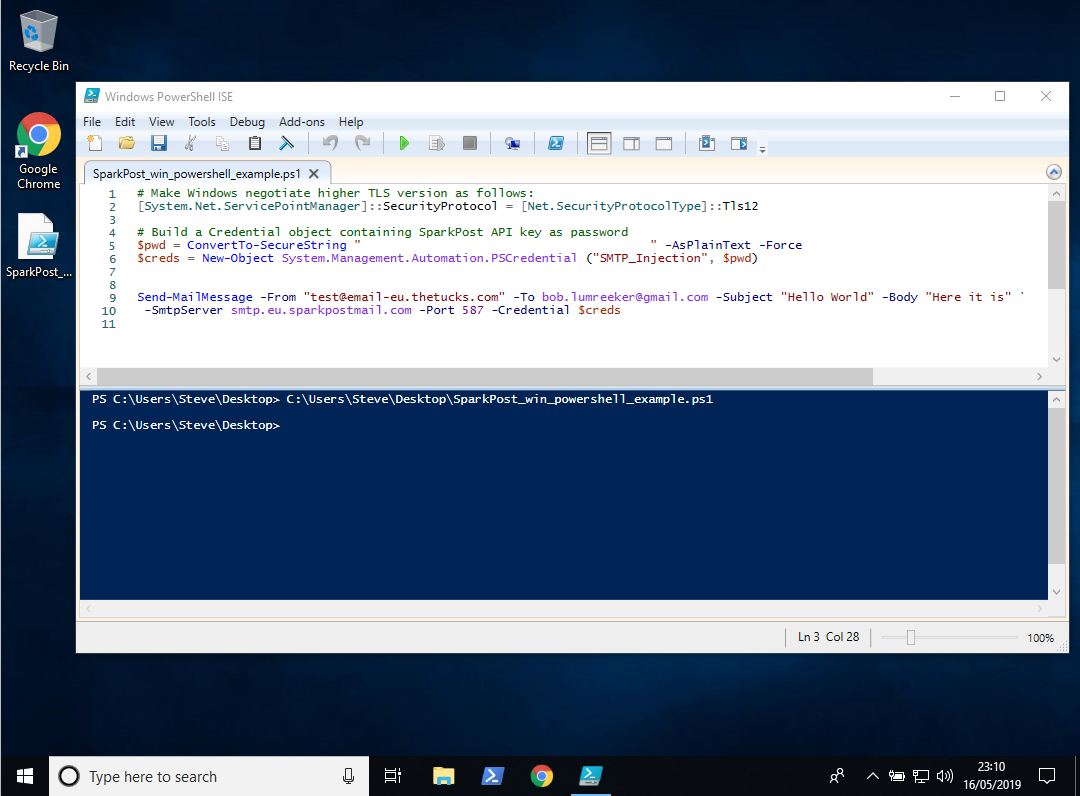 Recycle Bin
Google
Chrome
SparkPost_...
Windows PowerShell ISE
File Edit View Tools Debug Add-ons Help
SparkPost_win_powershell_example.ps1
1 # Make Windows negotiate higher TLS version as follows:
2 [System.Net.ServicePointManager]::SecurityProtocol = [Net.SecurityProtocolType]::Tls12
3
4 # Build a Credential object containing SparkPost API key as password
5 $pwd = ConvertTo-SecureString " " -AsPlainText -Force
6 $creds = New-Object System.Management.Automation.PSCredential ("SMTP_Injection", $pwd)
7
8
9 Send-MailMessage -From "test@email-eu.thetucks.com" -To bob.lumreeker@gmail.com -Subject "Hello World" -Body "Here it is" `
10 -SmtpServer smtp.eu.sparkpostmail.com -Port 587 -Credential $creds
11
PS C:\Users\Steve\Desktop> C:\Users\Steve\Desktop\SparkPost_win_powershell_example.ps1
PS C:\Users\Steve\Desktop>
Ln 3 Col 28 100%
Type here to search
23:10
16/05/2019